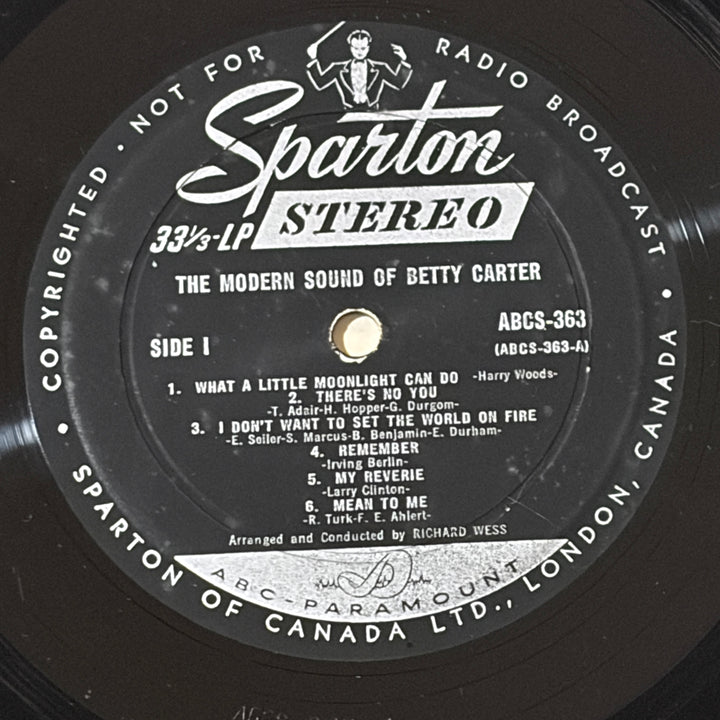 COPYRIGHTED • NOT FOR RADIO BROADCAST •
Sparton
33⅓-LP STEREO
THE MODERN SOUND OF BETTY CARTER
SIDE I
ABCS-363
(ABCS-363-A)
1. WHAT A LITTLE MOONLIGHT CAN DO -Harry Woods-
2. THERE'S NO YOU
-T. Adair-H. Hopper-G. Durgom-
3. I DON'T WANT TO SET THE WORLD ON FIRE
-E. Seiler-S. Marcus-B. Benjamin-E. Durham-
4. REMEMBER
-Irving Berlin-
5. MY REVERIE
-Larry Clinton-
6. MEAN TO ME
-R. Turk-F. E. Ahlert-
Arranged and Conducted by RICHARD WESS
ABC-PARAMOUNT
SPARTON OF CANADA LTD., LONDON, CANADA •